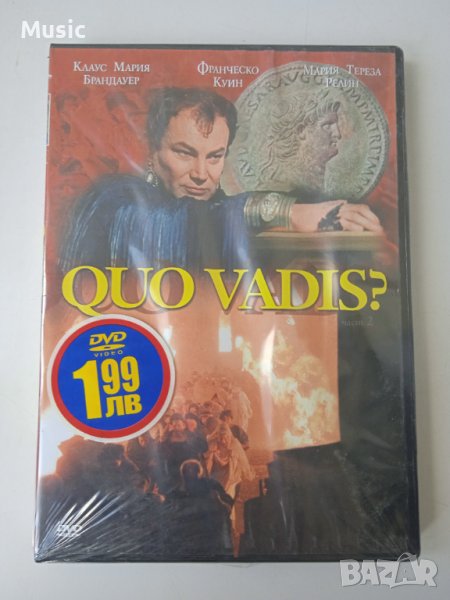 Music
Клаус Мария
Брандауер
Франческо
Куин
Мария Тереза
Релин
QUO VADIS?
част 2
DVD
VIDEO
1 99
ЛВ
DVD
BAZAR